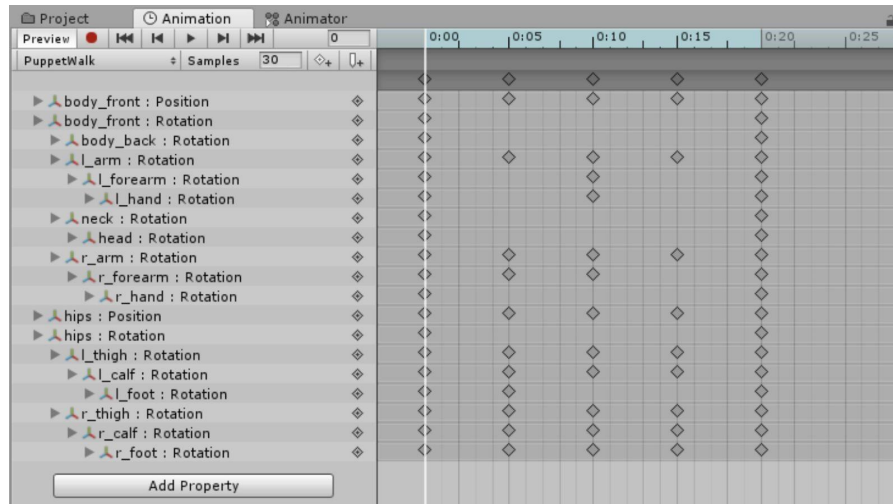 Project Animation Animator
Preview 0 0:00 0:05 0:10 0:15 0:20 0:25
PuppetWalk Samples 30
body_front : Position
body_front : Rotation
body_back : Rotation
l_arm : Rotation
l_forearm : Rotation
l_hand : Rotation
neck : Rotation
head : Rotation
r_arm : Rotation
r_forearm : Rotation
r_hand : Rotation
hips : Position
hips : Rotation
l_thigh : Rotation
l_calf : Rotation
l_foot : Rotation
r_thigh : Rotation
r_calf : Rotation
r_foot : Rotation
Add Property